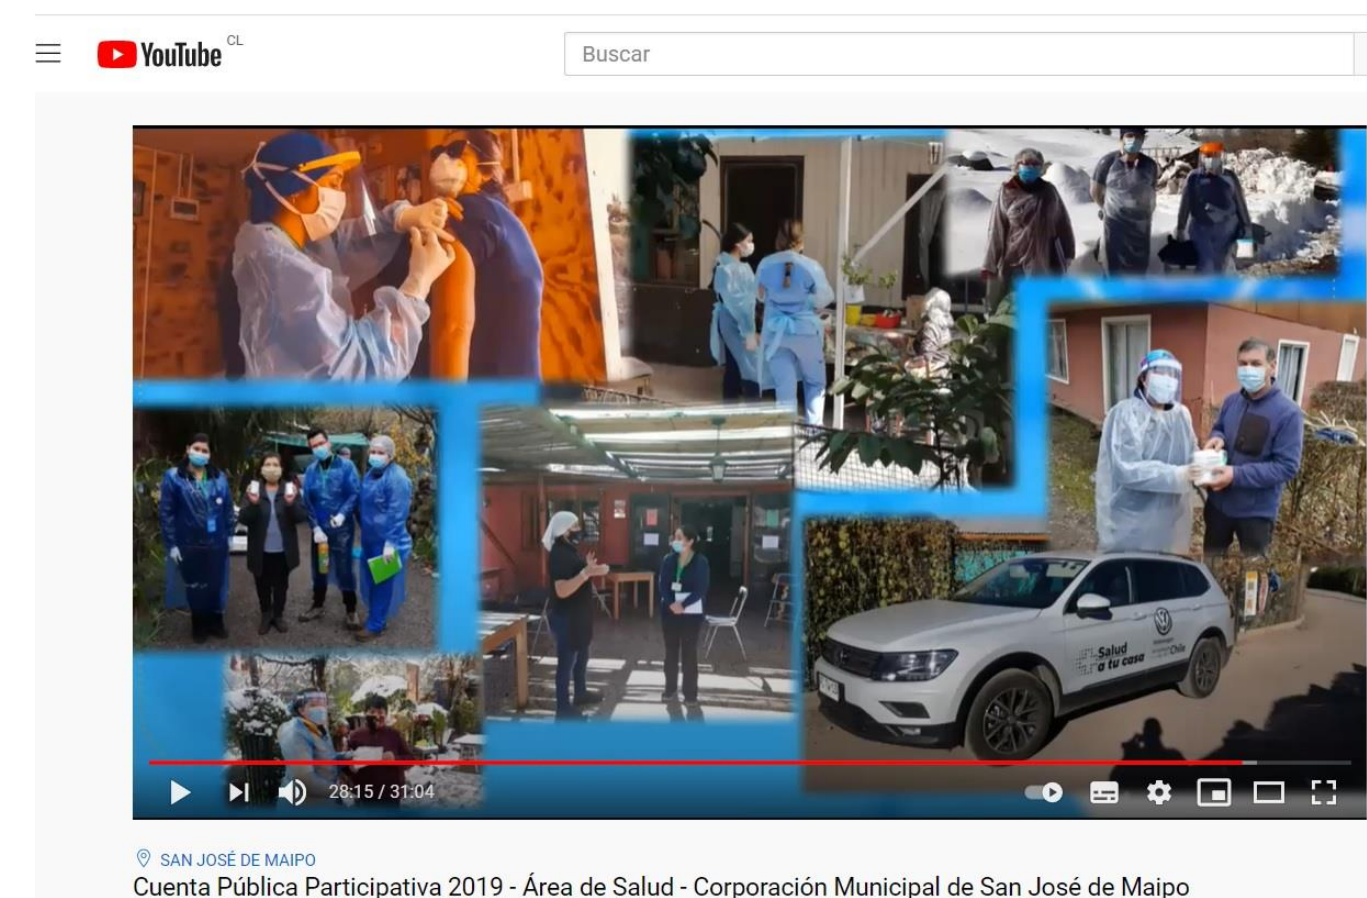 YouTube CL
Buscar
Salud
a tu casa
Chile
28:15 / 31:04
SAN JOSÉ DE MAIPO
Cuenta Pública Participativa 2019 - Área de Salud - Corporación Municipal de San José de Maipo